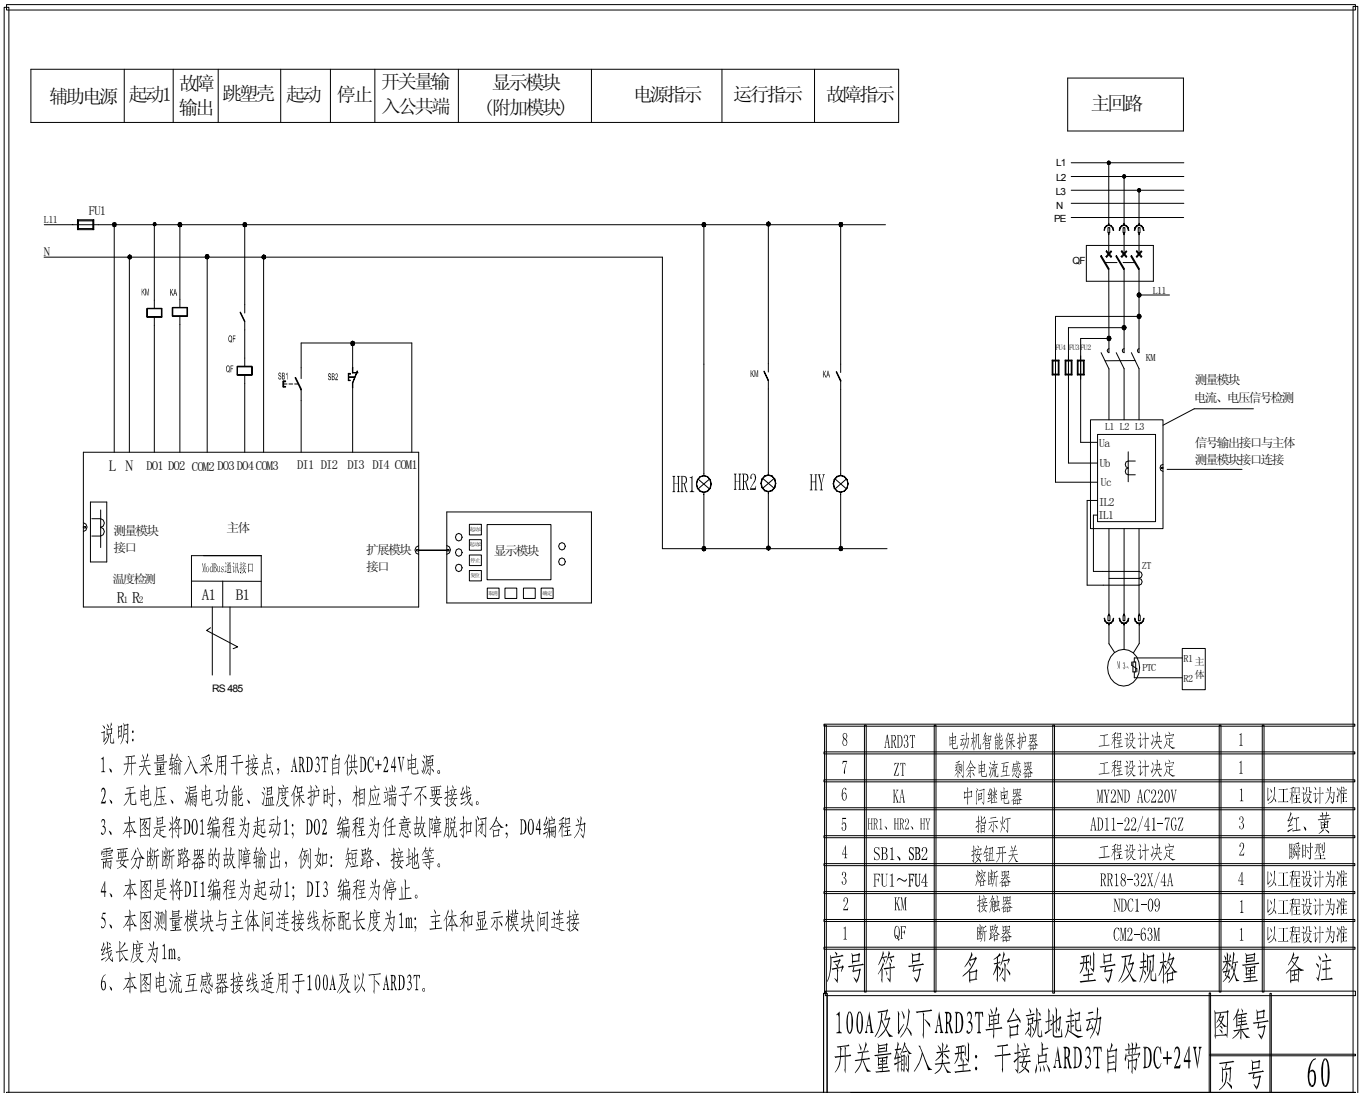 辅助电源 起动1 故障输出 跳塑壳 起动 停止 开关量输入公共端 显示模块(附加模块) 电源指示 运行指示 故障指示
主回路
L1
L2
L3
N
PE
L11 FU1
N
KM KA
QF
QF
SB1 SB2
KM KA
HR1 HR2 HY
L N DO1 DO2 COM2 DO3 DO4 COM3 DI1 DI2 DI3 DI4 COM1
测量模块
接口
主体
扩展模块
接口
显示模块
温度检测
R1 R2
ModBus通讯接口
A1 B1
RS485
QF
L11
FU4 FU3 FU2
KM
测量模块
电流、电压信号检测
L1 L2 L3
信号输出接口与主体
测量模块接口连接
Ua
Ub
Uc
IL2
IL1
ZT
PTC
R1
R2
主体
说明:
1、开关量输入采用干接点，ARD3T自供DC+24V电源。
2、无电压、漏电功能、温度保护时，相应端子不要接线。
3、本图是将DO1编程为起动1；DO2 编程为任意故障脱扣闭合；DO4编程为
需要分断断路器的故障输出，例如：短路、接地等。
4、本图是将DI1编程为起动1；DI3 编程为停止。
5、本图测量模块与主体间连接线标配长度为1m；主体和显示模块间连接
线长度为1m。
6、本图电流互感器接线适用于100A及以下ARD3T。
8 ARD3T 电动机智能保护器 工程设计决定 1
7 ZT 剩余电流互感器 工程设计决定 1
6 KA 中间继电器 MY2ND AC220V 1 以工程设计为准
5 HR1、HR2、HY 指示灯 AD11-22/41-7GZ 3 红、黄
4 SB1、SB2 按钮开关 工程设计决定 2 瞬时型
3 FU1～FU4 熔断器 RR18-32X/4A 4 以工程设计为准
2 KM 接触器 NDC1-09 1 以工程设计为准
1 QF 断路器 CM2-63M 1 以工程设计为准
序号 符 号 名 称 型号及规格 数量 备 注
100A及以下ARD3T单台就地起动
开关量输入类型：干接点ARD3T自带DC+24V
图集号
页 号 60